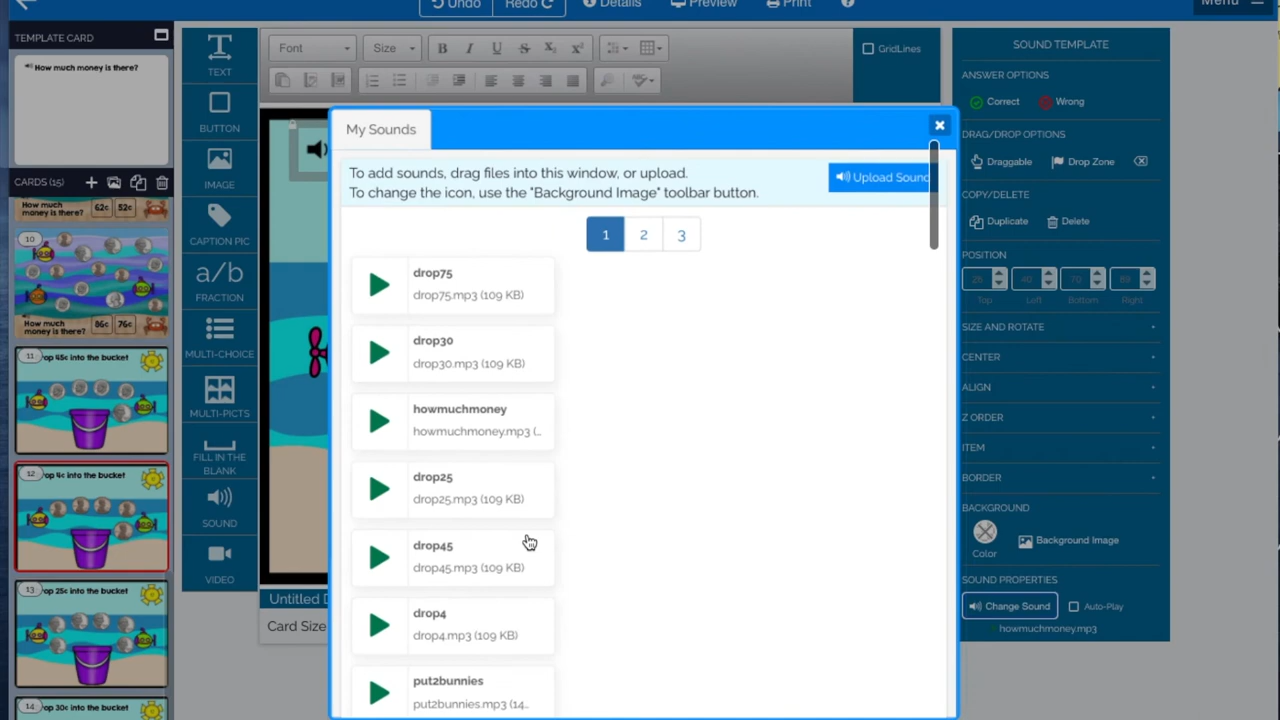 Undo
Redo
Details
Preview
Print
Menu
TEMPLATE CARD
How much money is there?
CARDS (15)
money is there?
62¢
52¢
10
How much
money is there?
86¢
76¢
11
op 45¢ into the bucket
12
op 4¢ into the bucket
13
op 25¢ into the bucket
14
op 30¢ into the bucket
TEXT
BUTTON
IMAGE
CAPTION PIC
a/b
FRACTION
MULTI-CHOICE
MULTI-PICTS
FILL IN THE
BLANK
SOUND
VIDEO
Font
Size
B
I
U
S
GridLines
Untitled D
Card Size
My Sounds
To add sounds, drag files into this window, or upload.
To change the icon, use the "Background Image" toolbar button.
Upload Sound
1
2
3
drop75
drop75.mp3 (109 KB)
drop30
drop30.mp3 (109 KB)
howmuchmoney
howmuchmoney.mp3 (...
drop25
drop25.mp3 (109 KB)
drop45
drop45.mp3 (109 KB)
drop4
drop4.mp3 (109 KB)
put2bunnies
put2bunnies.mp3 (14...
SOUND TEMPLATE
ANSWER OPTIONS
Correct
Wrong
DRAG/DROP OPTIONS
Draggable
Drop Zone
COPY/DELETE
Duplicate
Delete
POSITION
Top
Left
Bottom
Right
SIZE AND ROTATE
CENTER
ALIGN
Z ORDER
ITEM
BORDER
BACKGROUND
Color
Background Image
SOUND PROPERTIES
Change Sound
Auto-Play
howmuchmoney.mp3